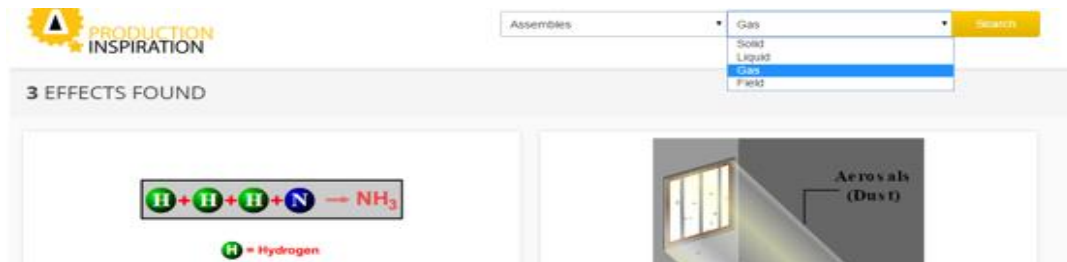 PRODUCTION
INSPIRATION
Assembles
Gas
Search
Solid
Liquid
Gas
Field
3 EFFECTS FOUND
H+H+H+N → NH₃
H = Hydrogen
Aerosals
(Dust)